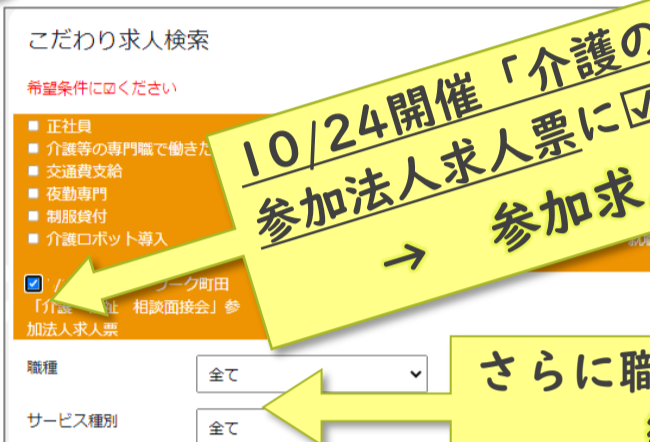 こだわり求人検索
希望条件に☑ください
正社員
介護等の専門職で働きた
交通費支給
夜勤専門
制服貸付
介護ロボット導入
ーク町田
「介護 祉 相談面接会」参
加法人求人票
職種
全て
サービス種別
全て
10/24開催「介護の
参加法人求人票に☑
→ 参加求
さらに職